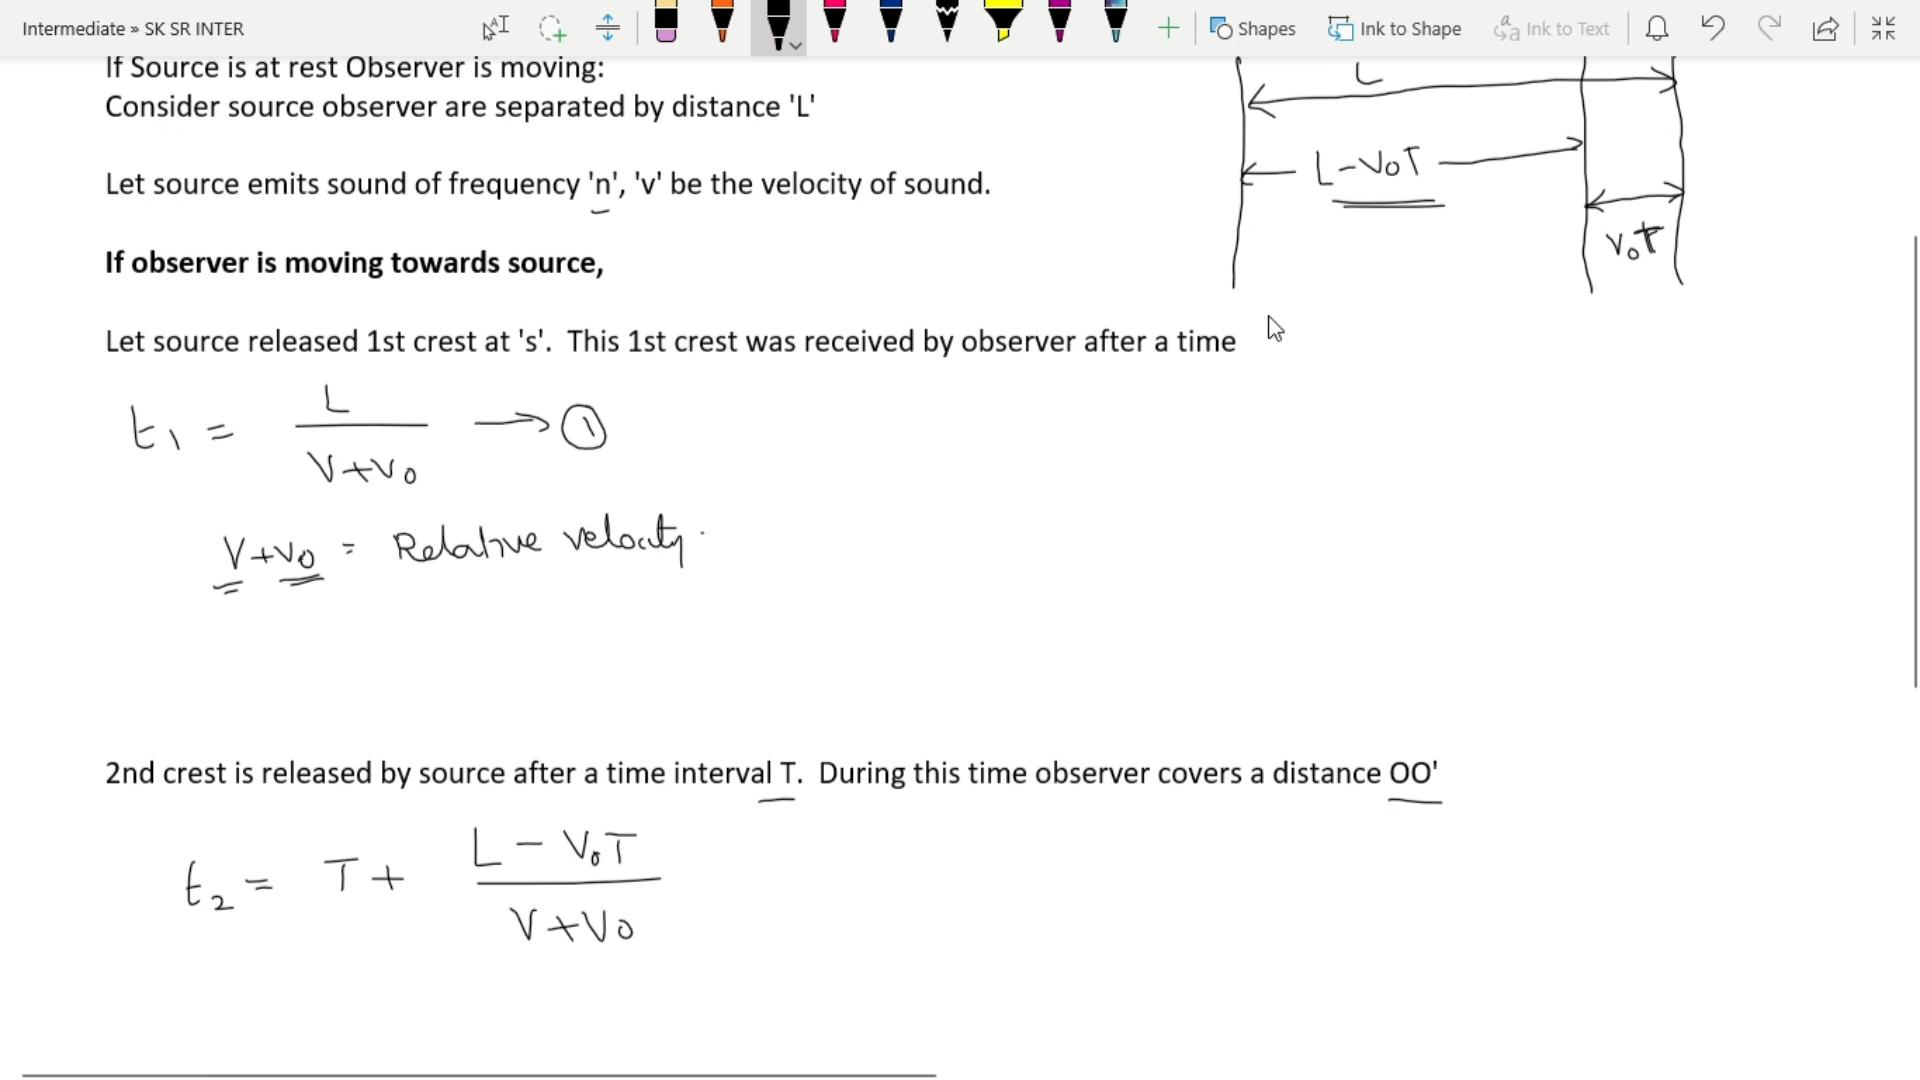 Intermediate » SK SR INTER
Shapes
Ink to Shape
Ink to Text
If Source is at rest Observer is moving:
Consider source observer are separated by distance 'L'
L
L-V₀T
V₀T
Let source emits sound of frequency 'n', 'v' be the velocity of sound.
If observer is moving towards source,
Let source released 1st crest at 's'. This 1st crest was received by observer after a time
t₁ = L / V+V₀ → ①
V+V₀ = Relative velocity.
2nd crest is released by source after a time interval T. During this time observer covers a distance OO'
t₂ = T + L - V₀T / V+V₀